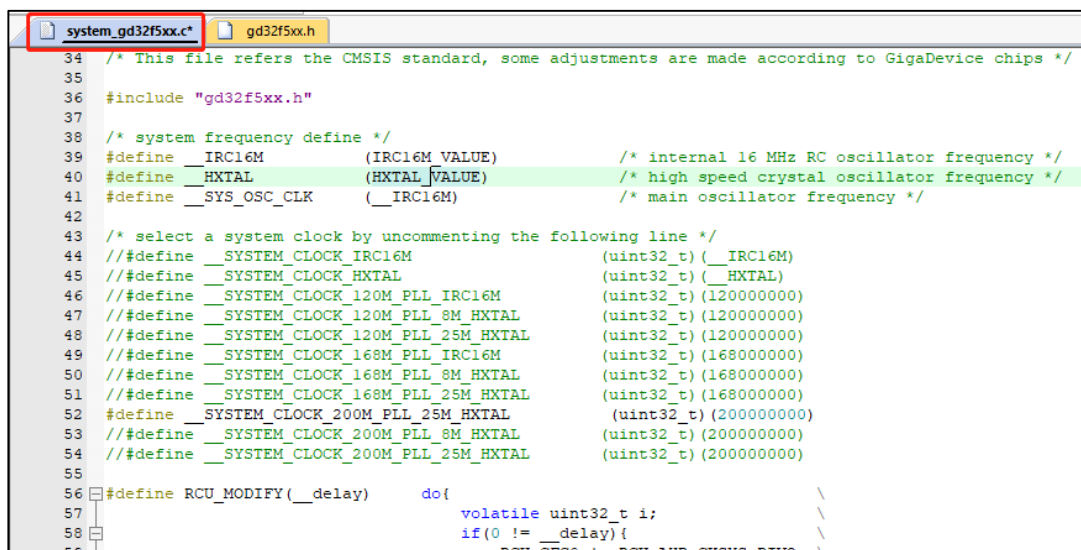 system_gd32f5xx.c* gd32f5xx.h
34 /* This file refers the CMSIS standard, some adjustments are made according to GigaDevice chips */
35
36 #include "gd32f5xx.h"
37
38 /* system frequency define */
39 #define __IRC16M (IRC16M_VALUE) /* internal 16 MHz RC oscillator frequency */
40 #define __HXTAL (HXTAL_VALUE) /* high speed crystal oscillator frequency */
41 #define __SYS_OSC_CLK (__IRC16M) /* main oscillator frequency */
42
43 /* select a system clock by uncommenting the following line */
44 //#define __SYSTEM_CLOCK_IRC16M (uint32_t)(__IRC16M)
45 //#define __SYSTEM_CLOCK_HXTAL (uint32_t)(__HXTAL)
46 //#define __SYSTEM_CLOCK_120M_PLL_IRC16M (uint32_t)(120000000)
47 //#define __SYSTEM_CLOCK_120M_PLL_8M_HXTAL (uint32_t)(120000000)
48 //#define __SYSTEM_CLOCK_120M_PLL_25M_HXTAL (uint32_t)(120000000)
49 //#define __SYSTEM_CLOCK_168M_PLL_IRC16M (uint32_t)(168000000)
50 //#define __SYSTEM_CLOCK_168M_PLL_8M_HXTAL (uint32_t)(168000000)
51 //#define __SYSTEM_CLOCK_168M_PLL_25M_HXTAL (uint32_t)(168000000)
52 #define __SYSTEM_CLOCK_200M_PLL_25M_HXTAL (uint32_t)(200000000)
53 //#define __SYSTEM_CLOCK_200M_PLL_8M_HXTAL (uint32_t)(200000000)
54 //#define __SYSTEM_CLOCK_200M_PLL_25M_HXTAL (uint32_t)(200000000)
55
56 #define RCU_MODIFY(__delay) do{ \
57 volatile uint32_t i; \
58 if(0 != __delay){ \